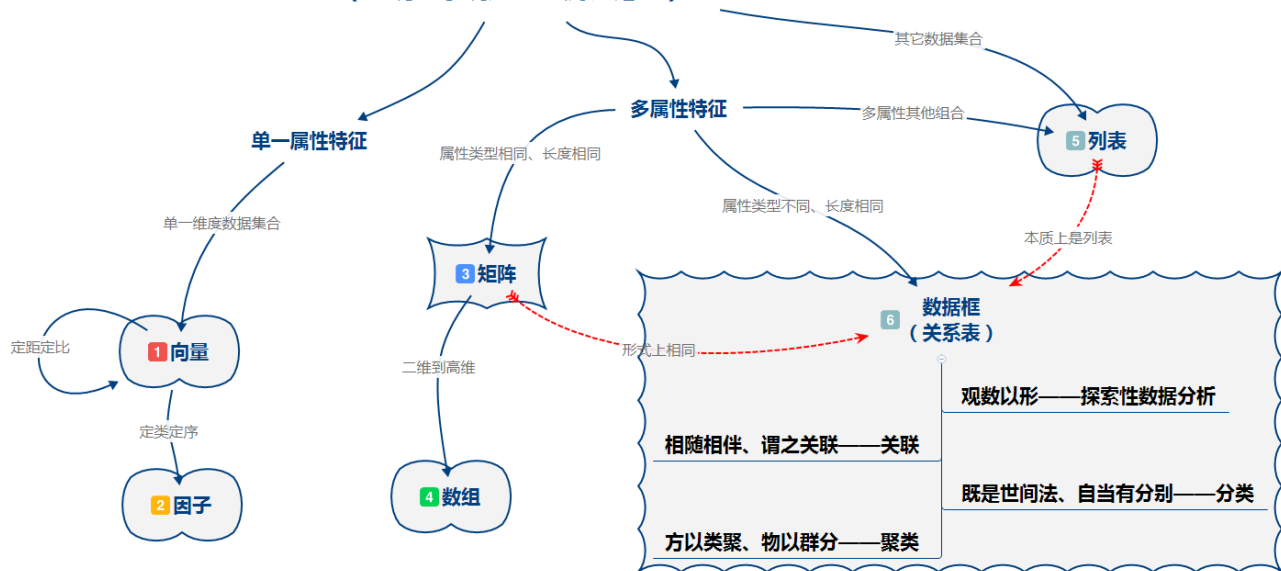 其它数据集合
多属性特征
多属性其他组合
5 列表
单一属性特征
属性类型相同、长度相同
属性类型不同、长度相同
单一维度数据集合
本质上是列表
3 矩阵
6 数据框
（关系表）
定距定比
1 向量
形式上相同
二维到高维
观数以形——探索性数据分析
定类定序
相随相伴、谓之关联——关联
4 数组
既是世间法、自当有分别——分类
2 因子
方以类聚、物以群分——聚类